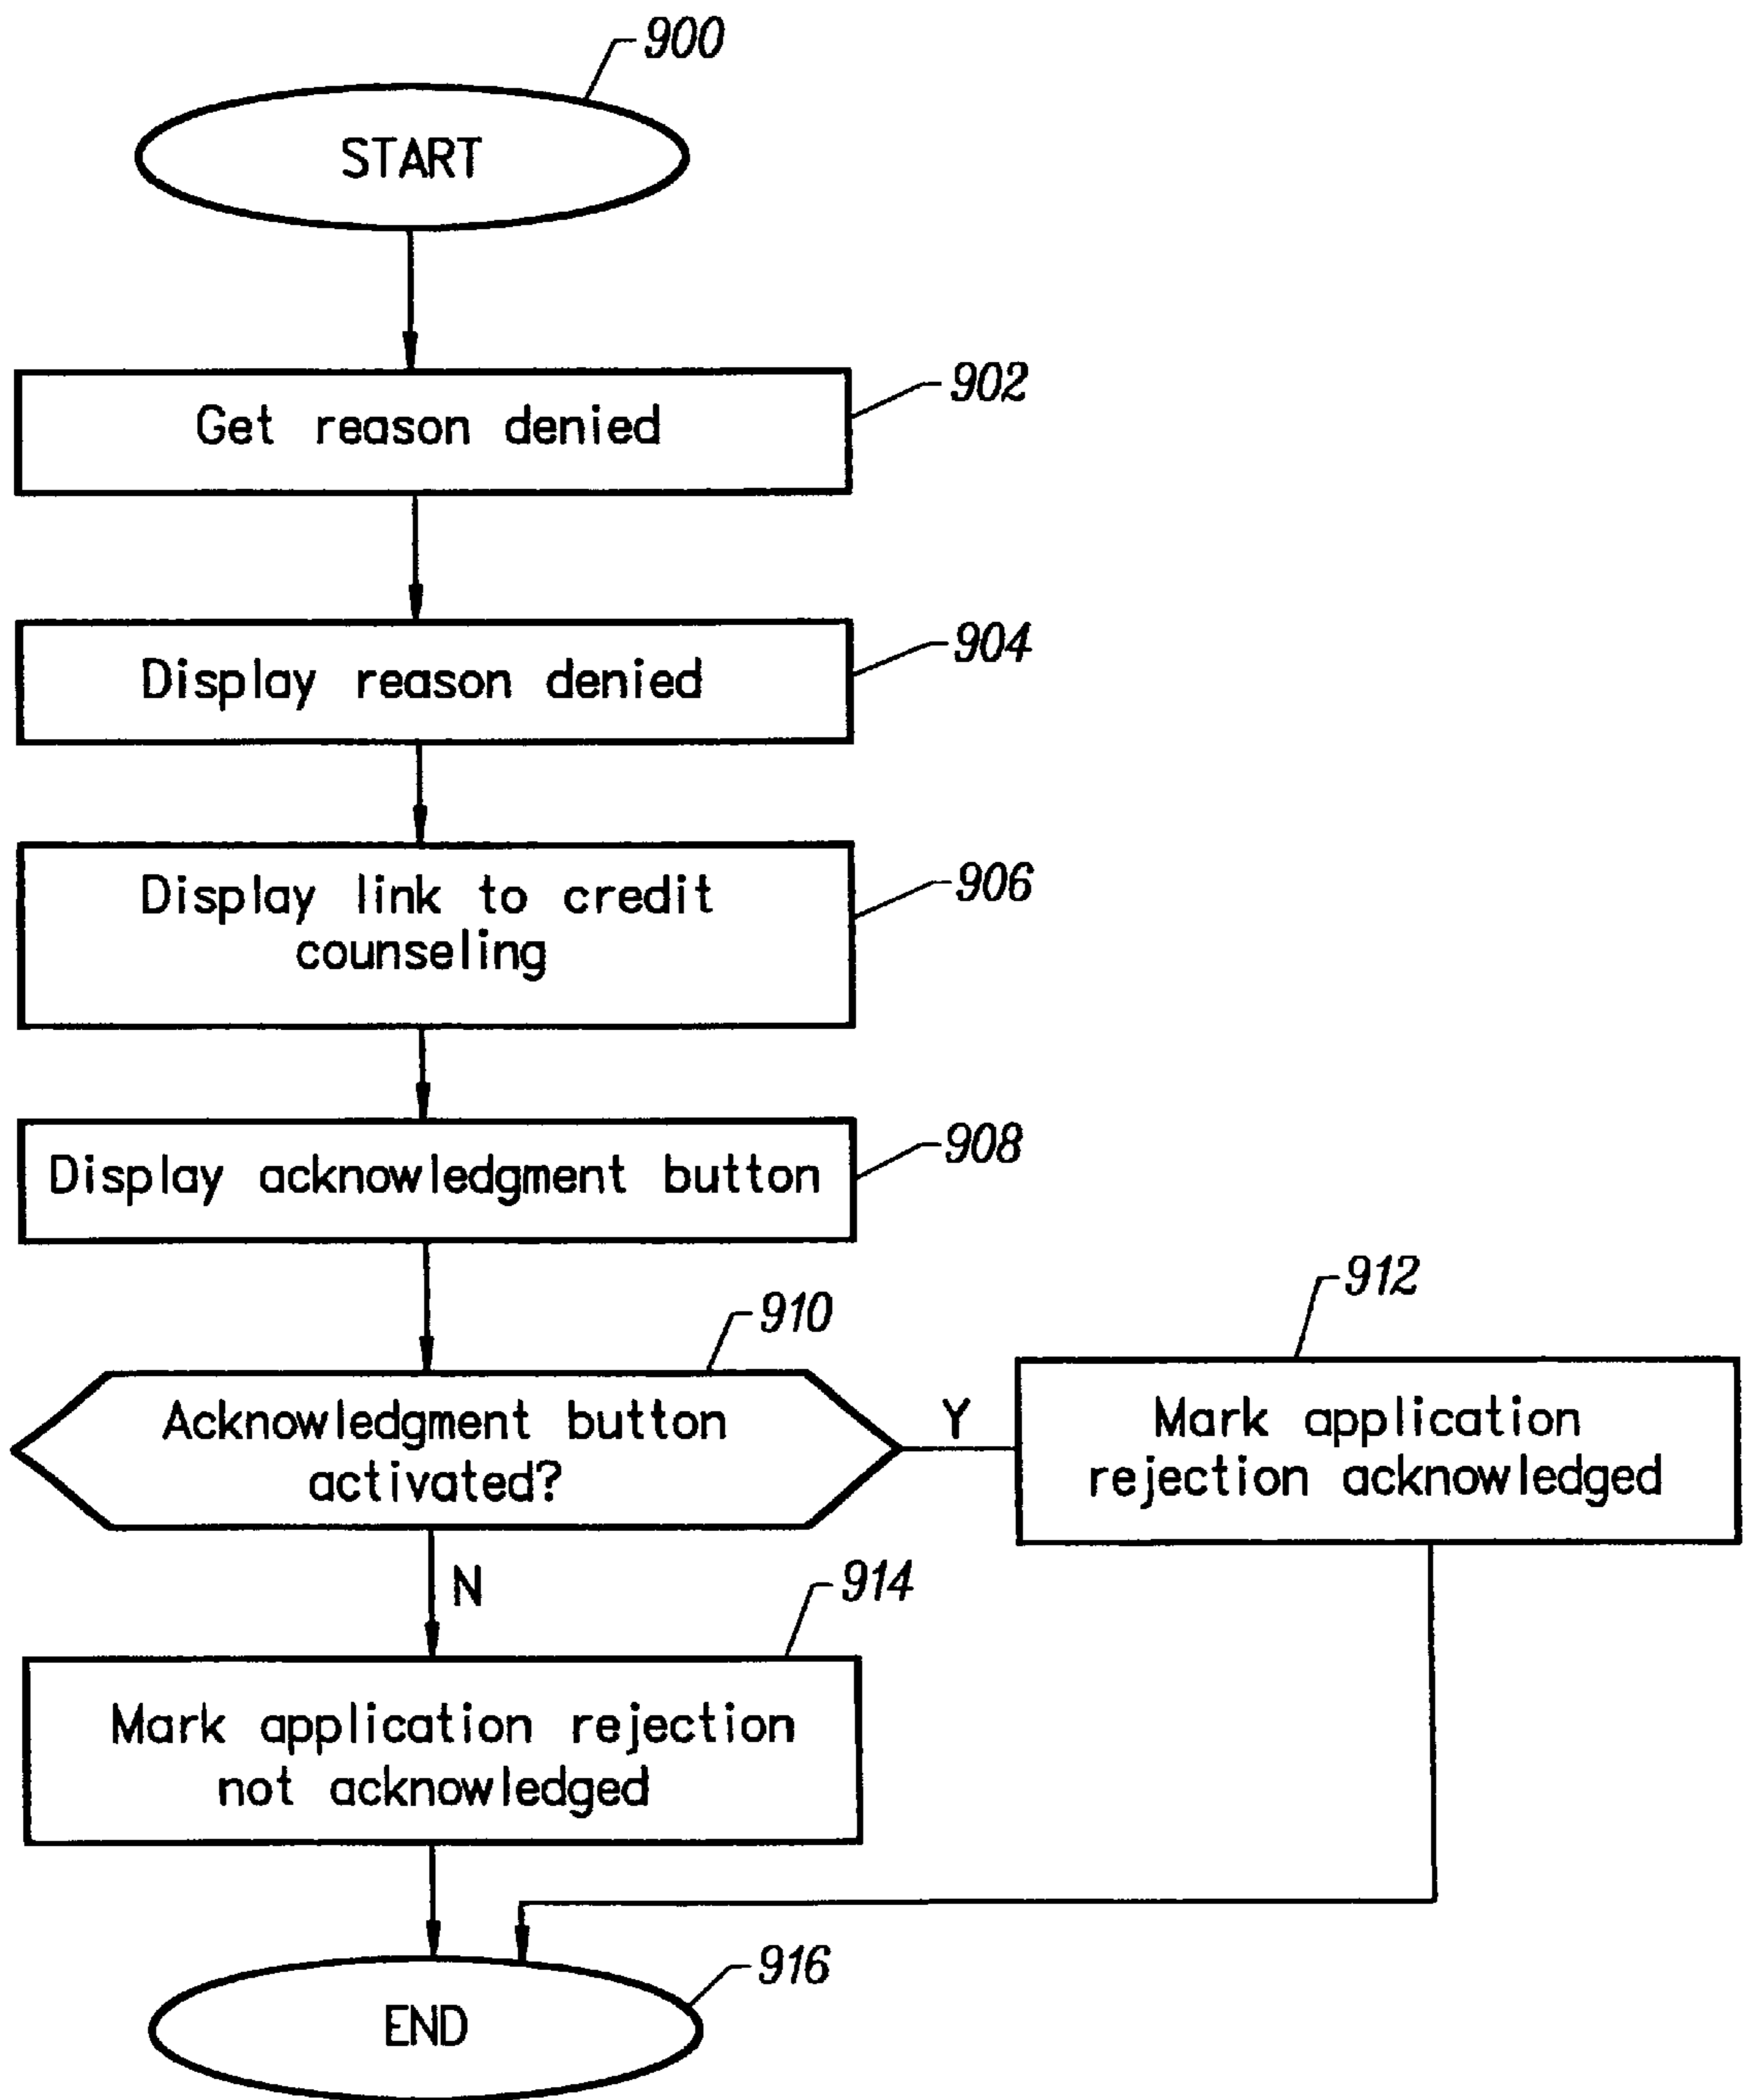 900
START
902
Get reason denied
904
Display reason denied
906
Display link to credit
counseling
908
Display acknowledgment button
910
Acknowledgment button
activated?
Y
912
Mark application
rejection acknowledged
N
914
Mark application rejection
not acknowledged
916
END